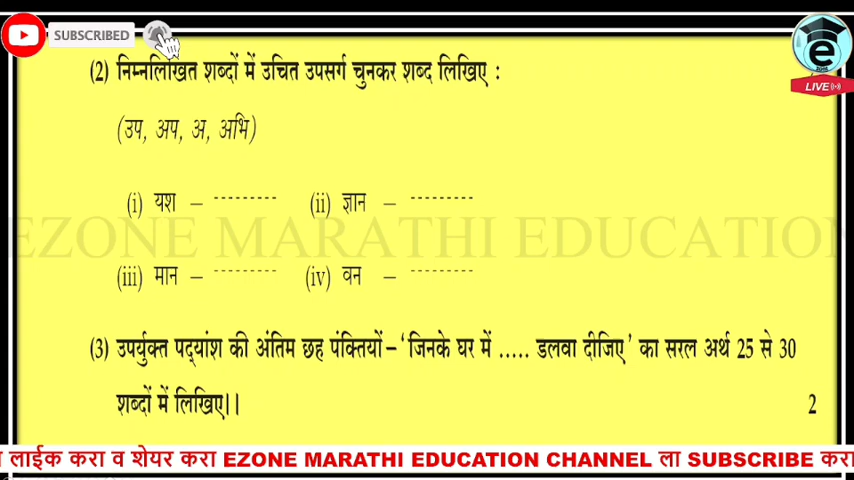 SUBSCRIBED
(2) निम्नलिखित शब्दों में उचित उपसर्ग चुनकर शब्द लिखिए :
e
LIVE
(उप, अप, अ, अभि)
(i) यश – --------- (ii) ज्ञान – ---------
EZONE MARATHI EDUCATION
(iii) मान – --------- (iv) वन – ---------
(3) उपर्युक्त पद्यांश की अंतिम छह पंक्तियों – 'जिनके घर में ..... डलवा दीजिए' का सरल अर्थ 25 से 30
शब्दों में लिखिए।। 2
लाईक करा व शेयर करा EZONE MARATHI EDUCATION CHANNEL ला SUBSCRIBE करा